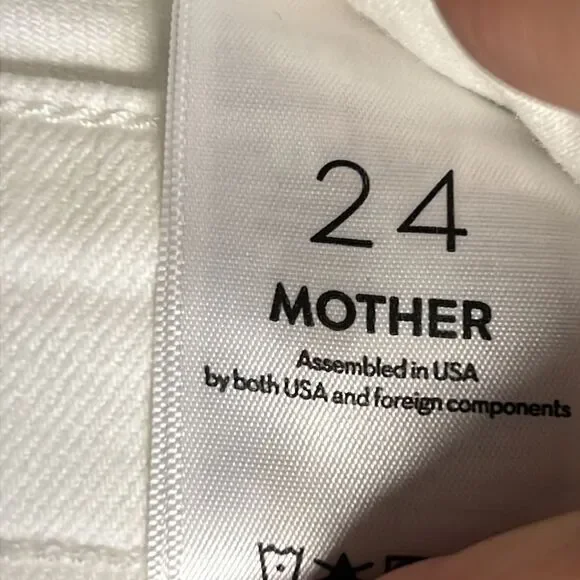 24
MOTHER
Assembled in USA
by both USA and foreign components